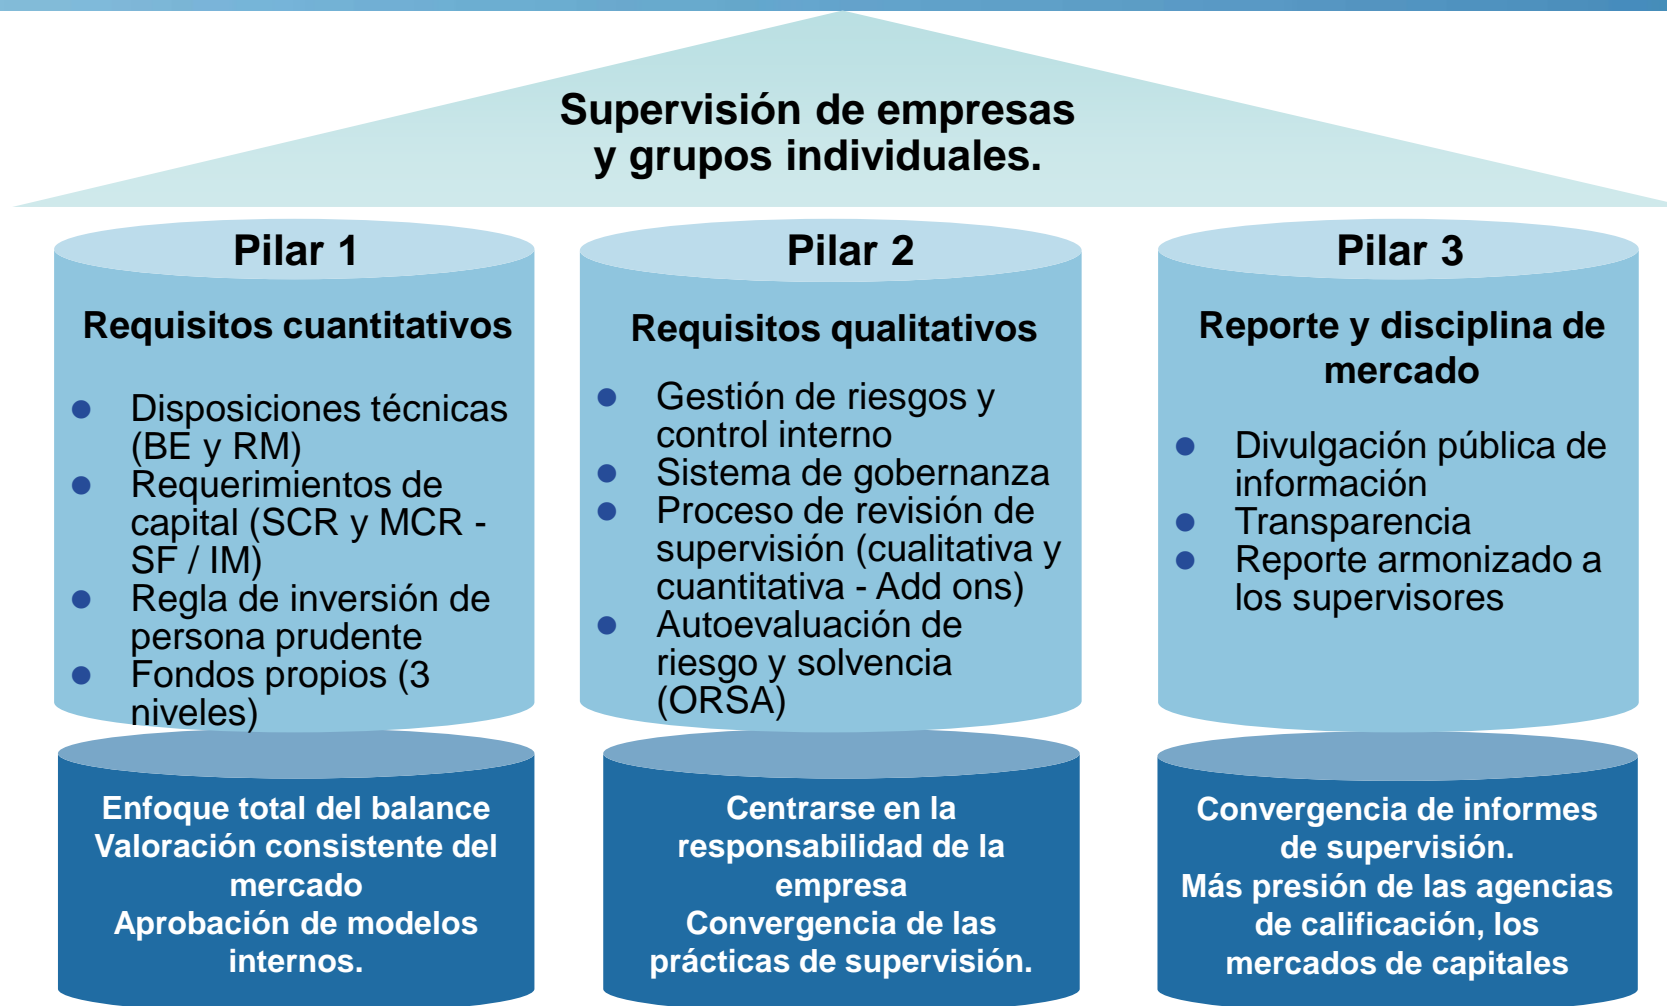 Supervisión de empresas
y grupos individuales.
Pilar 1
Requisitos cuantitativos
● Disposiciones técnicas
(BE y RM)
● Requerimientos de
capital (SCR y MCR -
SF / IM)
● Regla de inversión de
persona prudente
● Fondos propios (3
niveles)
Enfoque total del balance
Valoración consistente del
mercado
Aprobación de modelos
internos.
Pilar 2
Requisitos qualitativos
● Gestión de riesgos y
control interno
● Sistema de gobernanza
● Proceso de revisión de
supervisión (cualitativa y
cuantitativa - Add ons)
● Autoevaluación de
riesgo y solvencia
(ORSA)
Centrarse en la
responsabilidad de la
empresa
Convergencia de las
prácticas de supervisión.
Pilar 3
Reporte y disciplina de
mercado
● Divulgación pública de
información
● Transparencia
● Reporte armonizado a
los supervisores
Convergencia de informes
de supervisión.
Más presión de las agencias
de calificación, los
mercados de capitales